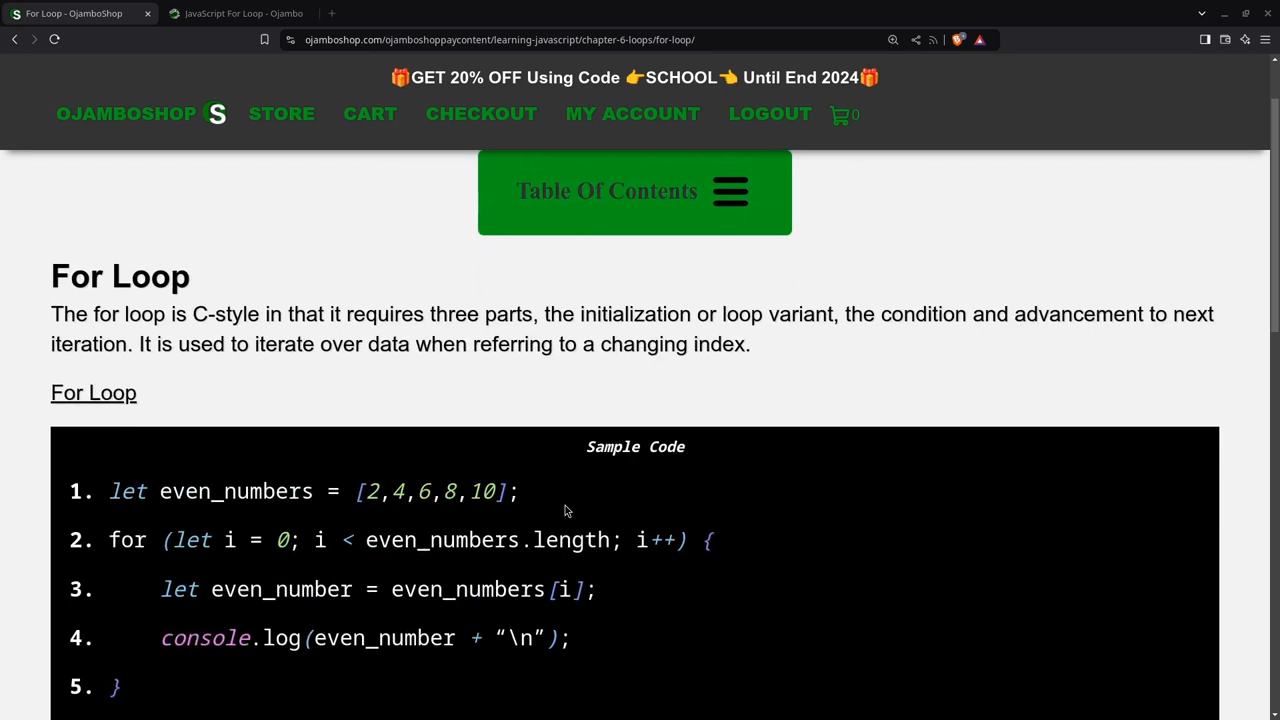 For Loop - OjamboShop
JavaScript For Loop - Ojambo
ojamboshop.com/ojamboshoppaycontent/learning-javascript/chapter-6-loops/for-loop/
🎁GET 20% OFF Using Code 👉SCHOOL👈 Until End 2024🎁
OJAMBOSHOP S STORE CART CHECKOUT MY ACCOUNT LOGOUT 0
Table Of Contents
For Loop
The for loop is C-style in that it requires three parts, the initialization or loop variant, the condition and advancement to next
iteration. It is used to iterate over data when referring to a changing index.
For Loop
Sample Code
1. let even_numbers = [2,4,6,8,10];
2. for (let i = 0; i < even_numbers.length; i++) {
3. let even_number = even_numbers[i];
4. console.log(even_number + “\n”);
5. }